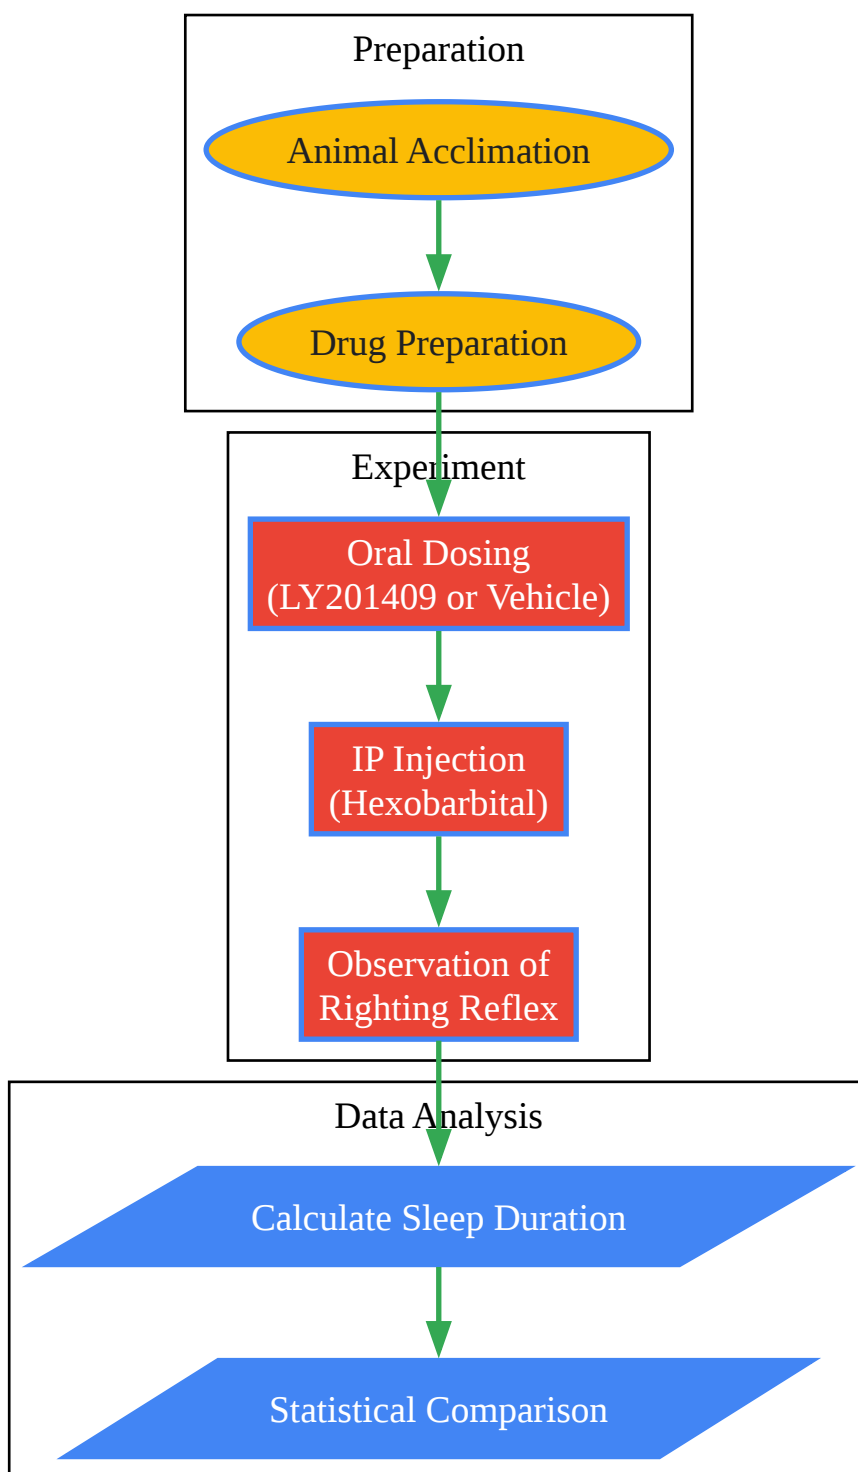 Preparation
Animal Acclimation
Drug Preparation
Experiment
Oral Dosing
(LY201409 or Vehicle)
IP Injection
(Hexobarbital)
Observation of
Righting Reflex
Data Analysis
Calculate Sleep Duration
Statistical Comparison